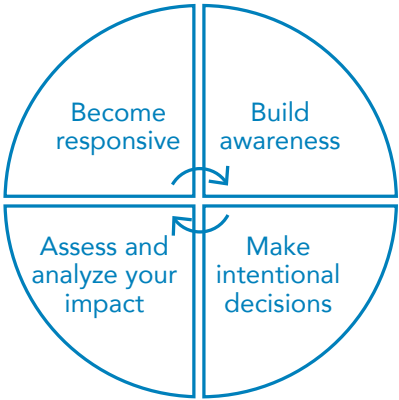 Become
responsive
Build
awareness
Assess and
analyze your
impact
Make
intentional
decisions